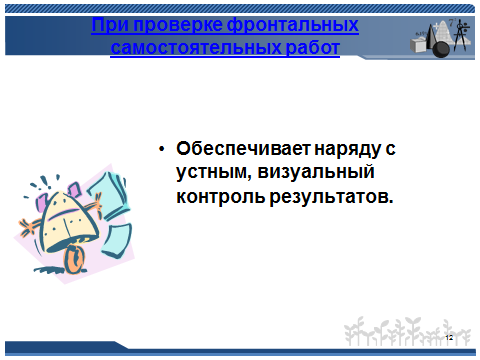 При проверке фронтальных
самостоятельных работ
• Обеспечивает наряду с
устным, визуальный
контроль результатов.
12